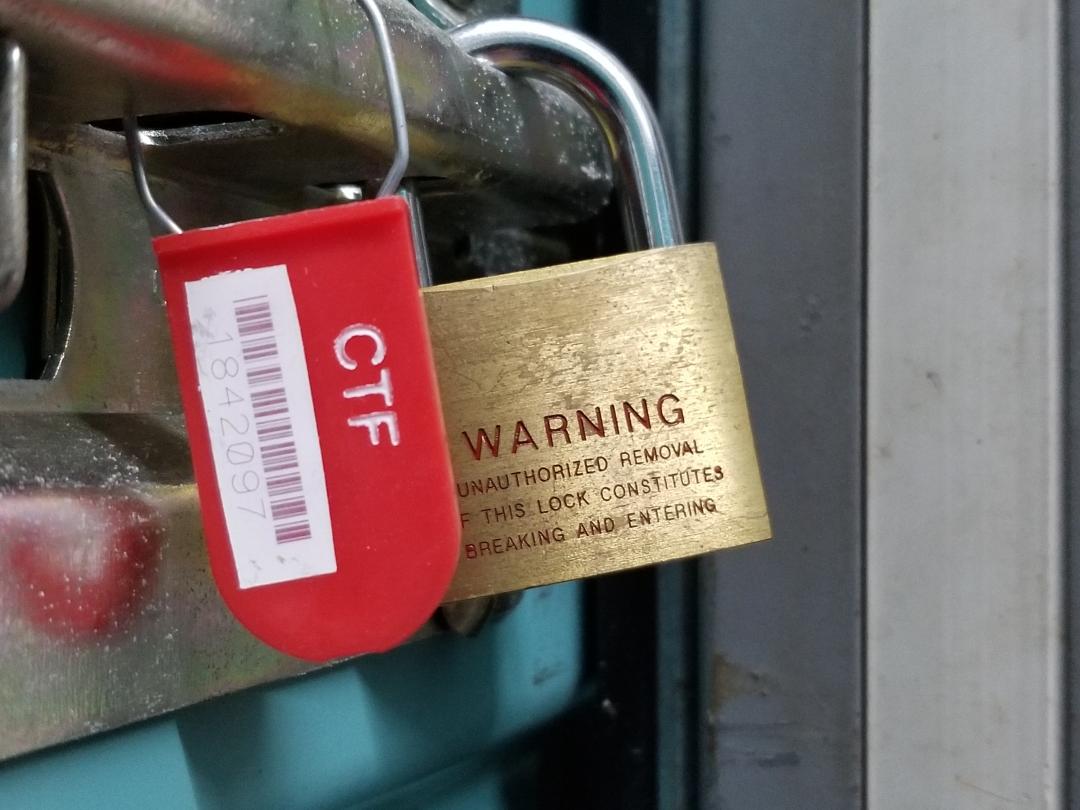 CTF
1842097
WARNING
UNAUTHORIZED REMOVAL
F THIS LOCK CONSTITUTES
BREAKING AND ENTERING